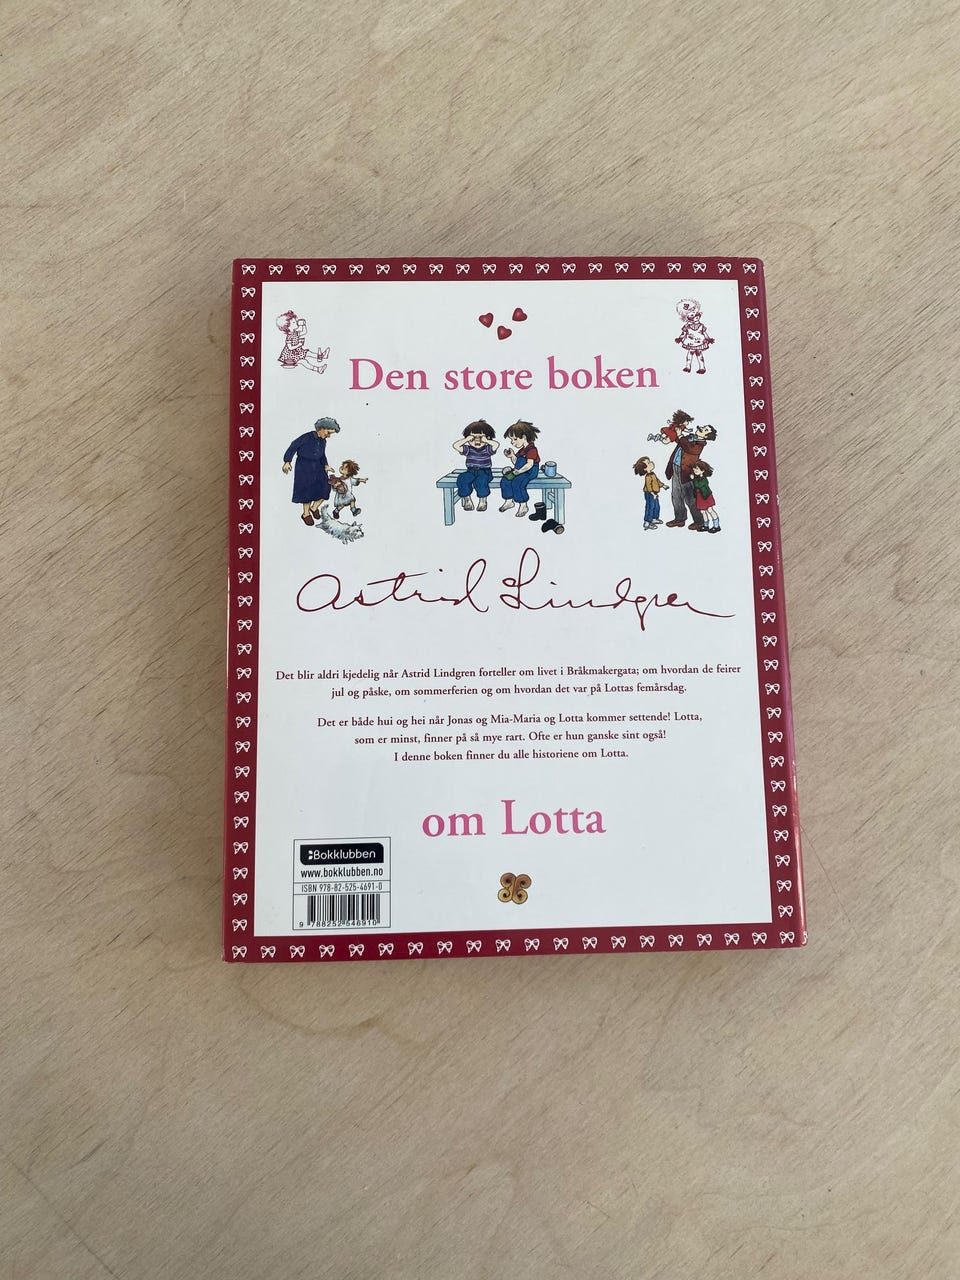 Den store boken
Astrid Lindgren
Det blir aldri kjedelig når Astrid Lindgren forteller om livet i Bråkmakergata; om hvordan de feirer
jul og påske, om sommerferien og om hvordan det var på Lottas femårsdag.
Det er både hui og hei når Jonas og Mia-Maria og Lotta kommer settende! Lotta,
som er minst, finner på så mye rart. Ofte er hun ganske sint også!
I denne boken finner du alle historiene om Lotta.
om Lotta
Bokklubben
www.bokklubben.no
ISBN 978-82-525-4691-0
9 788252 546910